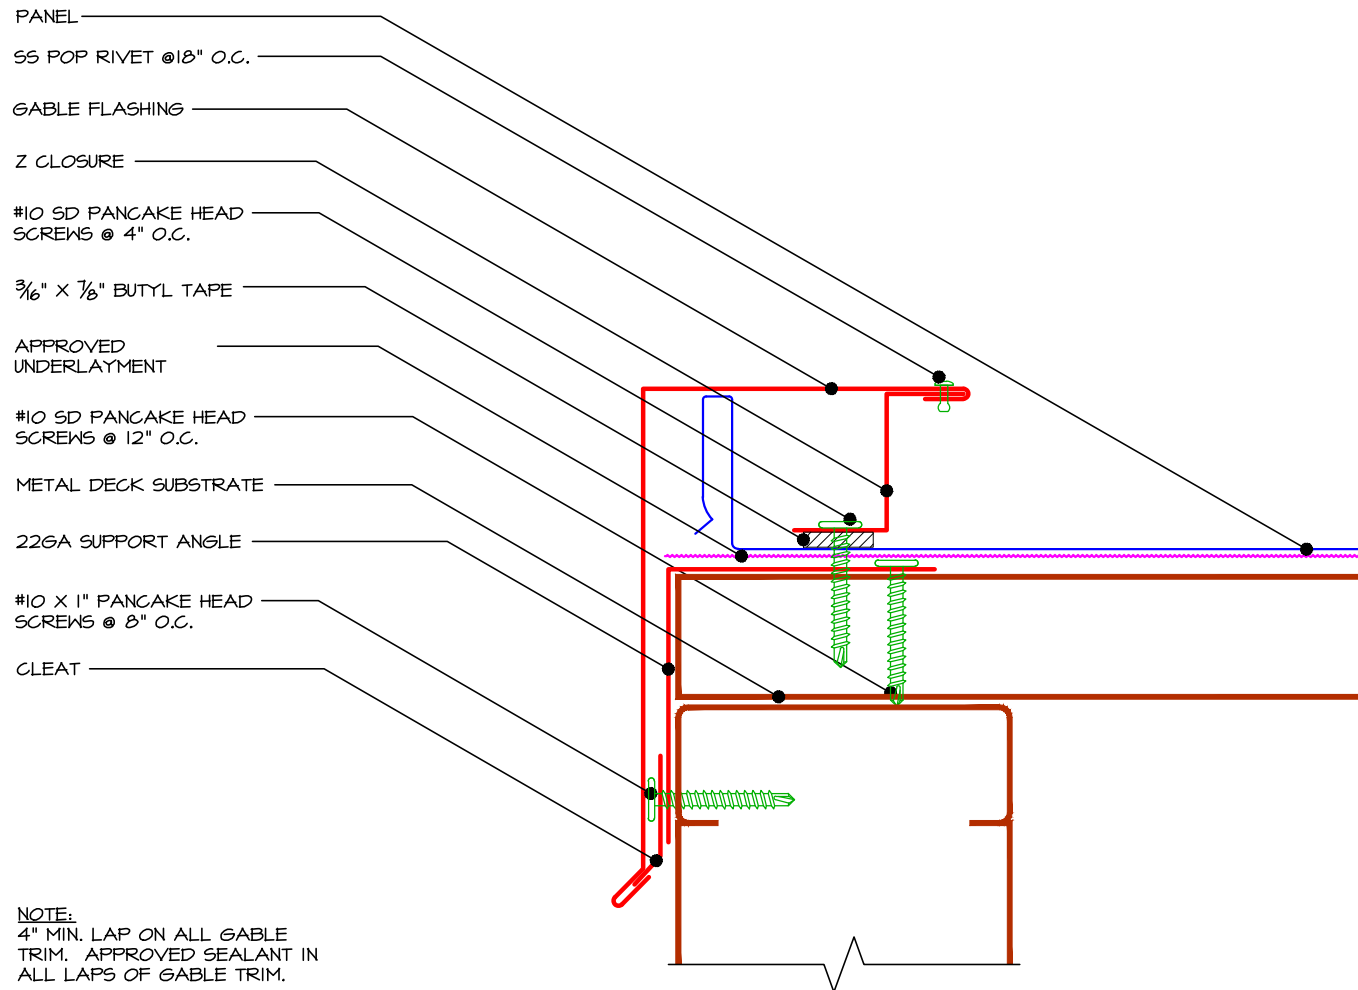 PANEL
SS POP RIVET @18" O.C.
GABLE FLASHING
Z CLOSURE
#10 SD PANCAKE HEAD
SCREWS @ 4" O.C.
3/16" X 7/8" BUTYL TAPE
APPROVED
UNDERLAYMENT
#10 SD PANCAKE HEAD
SCREWS @ 12" O.C.
METAL DECK SUBSTRATE
22GA SUPPORT ANGLE
#10 X 1" PANCAKE HEAD
SCREWS @ 8" O.C.
CLEAT
NOTE:
4" MIN. LAP ON ALL GABLE
TRIM. APPROVED SEALANT IN
ALL LAPS OF GABLE TRIM.